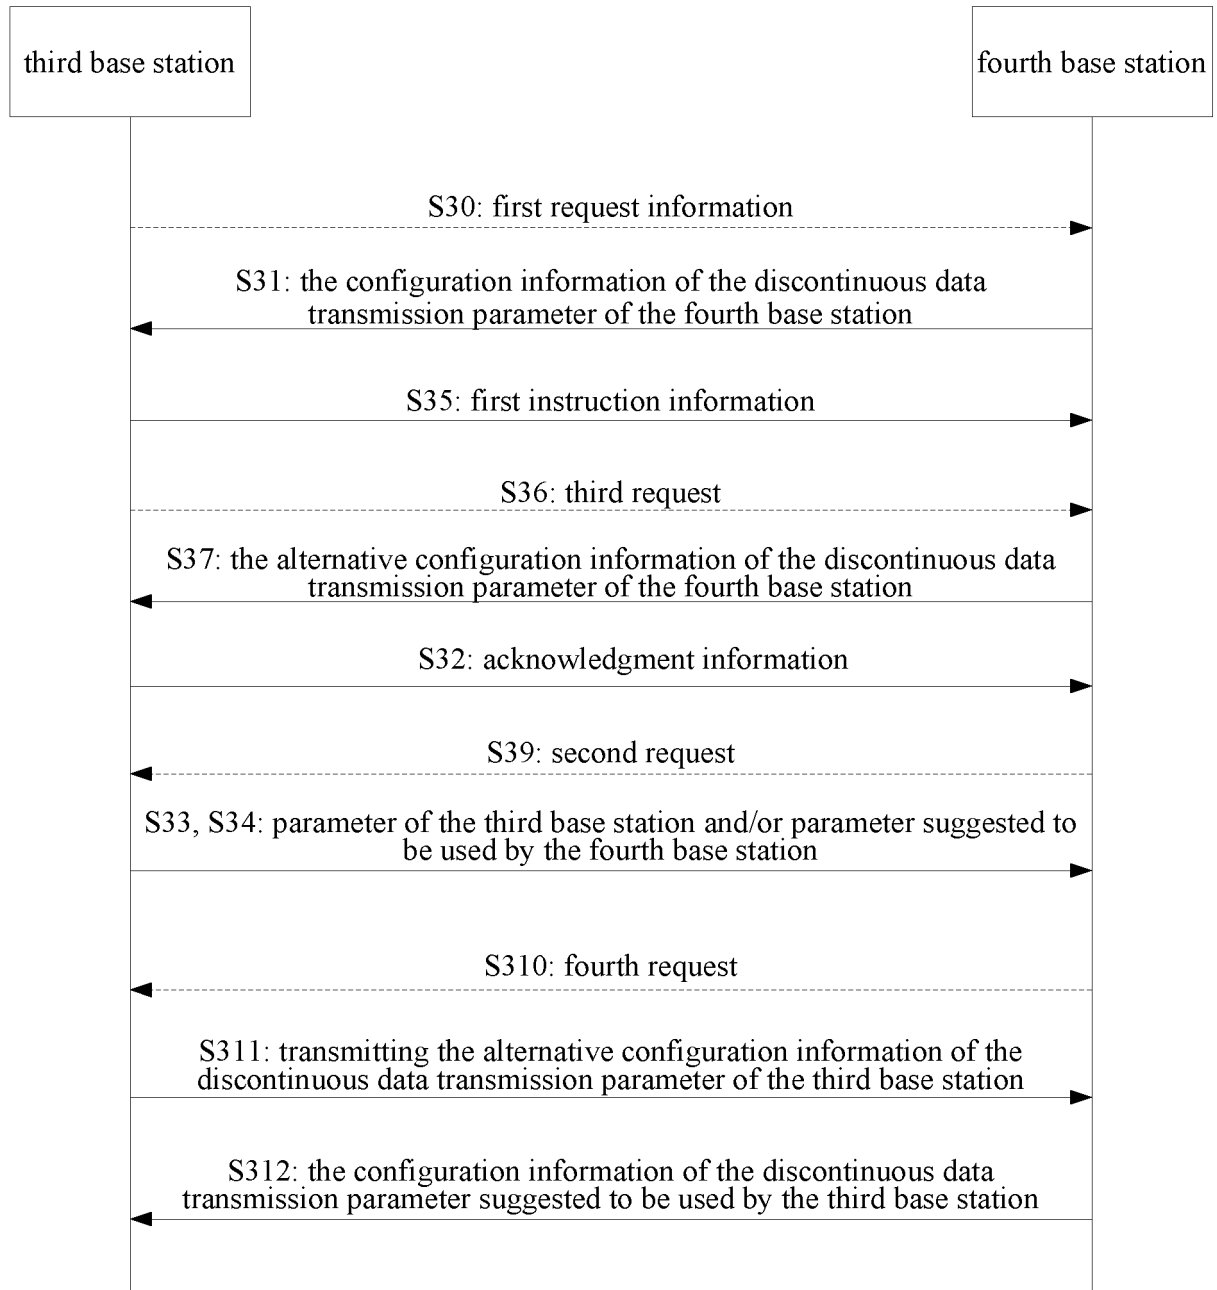 third base station
fourth base station
S30: first request information
S31: the configuration information of the discontinuous data
transmission parameter of the fourth base station
S35: first instruction information
S36: third request
S37: the alternative configuration information of the discontinuous data
transmission parameter of the fourth base station
S32: acknowledgment information
S39: second request
S33, S34: parameter of the third base station and/or parameter suggested to
be used by the fourth base station
S310: fourth request
S311: transmitting the alternative configuration information of the
discontinuous data transmission parameter of the third base station
S312: the configuration information of the discontinuous data
transmission parameter suggested to be used by the third base station